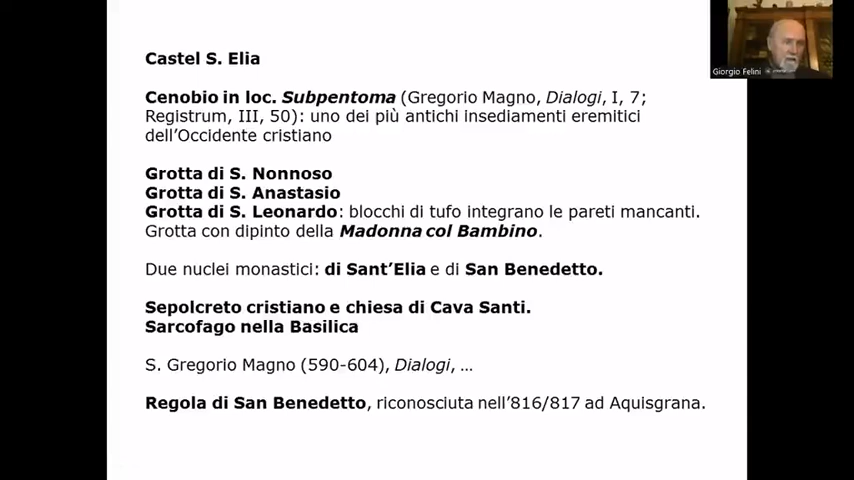 Castel S. Elia
Cenobio in loc. Subpentoma (Gregorio Magno, Dialogi, I, 7;
Registrum, III, 50): uno dei più antichi insediamenti eremitici
dell'Occidente cristiano
Grotta di S. Nonnoso
Grotta di S. Anastasio
Grotta di S. Leonardo: blocchi di tufo integrano le pareti mancanti.
Grotta con dipinto della Madonna col Bambino.
Due nuclei monastici: di Sant'Elia e di San Benedetto.
Sepolcreto cristiano e chiesa di Cava Santi.
Sarcofago nella Basilica
S. Gregorio Magno (590-604), Dialogi, …
Regola di San Benedetto, riconosciuta nell'816/817 ad Aquisgrana.
Giorgio Felini